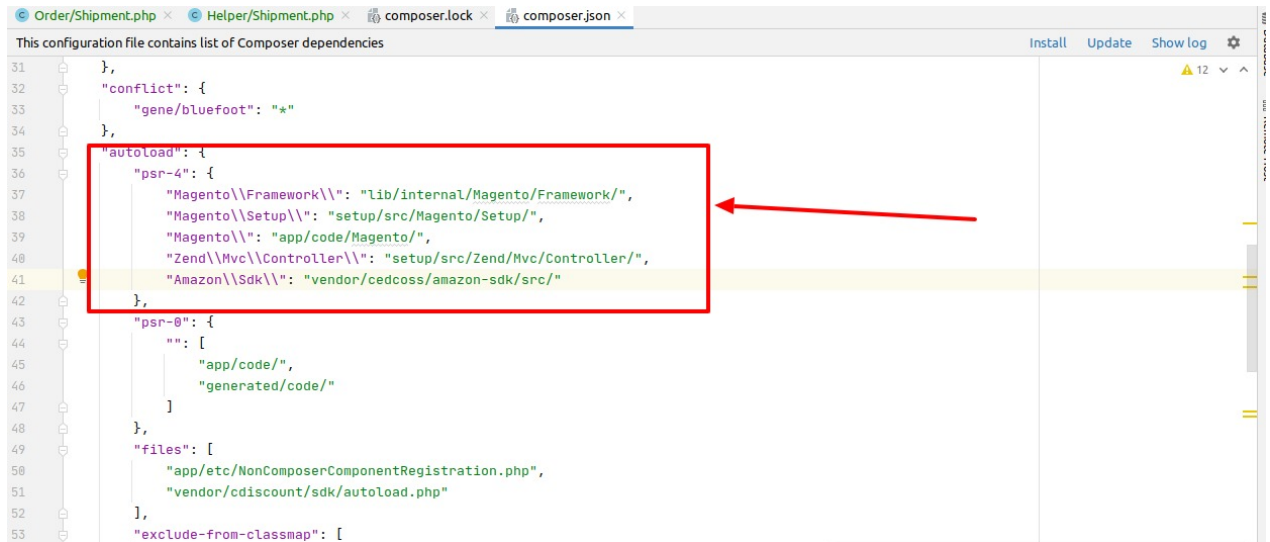 Order/Shipment.php × Helper/Shipment.php × composer.lock × composer.json ×
This configuration file contains list of Composer dependencies Install Update Show log
12
31 },
32 "conflict": {
33 "gene/bluefoot": "*"
34 },
35 "autoload": {
36 "psr-4": {
37 "Magento\\Framework\\": "lib/internal/Magento/Framework/",
38 "Magento\\Setup\\": "setup/src/Magento/Setup/",
39 "Magento\\": "app/code/Magento/",
40 "Zend\\Mvc\\Controller\\": "setup/src/Zend/Mvc/Controller/",
41 "Amazon\\Sdk\\": "vendor/cedcoss/amazon-sdk/src/"
42 },
43 "psr-0": {
44 "": [
45 "app/code/",
46 "generated/code/"
47 ]
48 },
49 "files": [
50 "app/etc/NonComposerComponentRegistration.php",
51 "vendor/cdiscount/sdk/autoload.php"
52 ],
53 "exclude-from-classmap": [